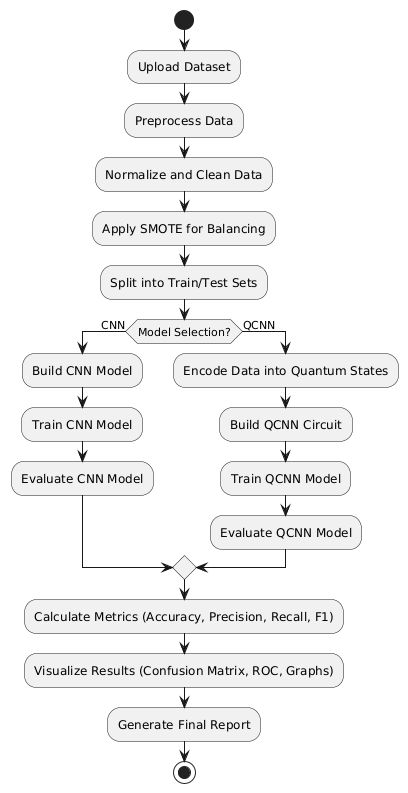 Upload Dataset
Preprocess Data
Normalize and Clean Data
Apply SMOTE for Balancing
Split into Train/Test Sets
CNN
Model Selection?
QCNN
Build CNN Model
Encode Data into Quantum States
Train CNN Model
Build QCNN Circuit
Evaluate CNN Model
Train QCNN Model
Evaluate QCNN Model
Calculate Metrics (Accuracy, Precision, Recall, F1)
Visualize Results (Confusion Matrix, ROC, Graphs)
Generate Final Report